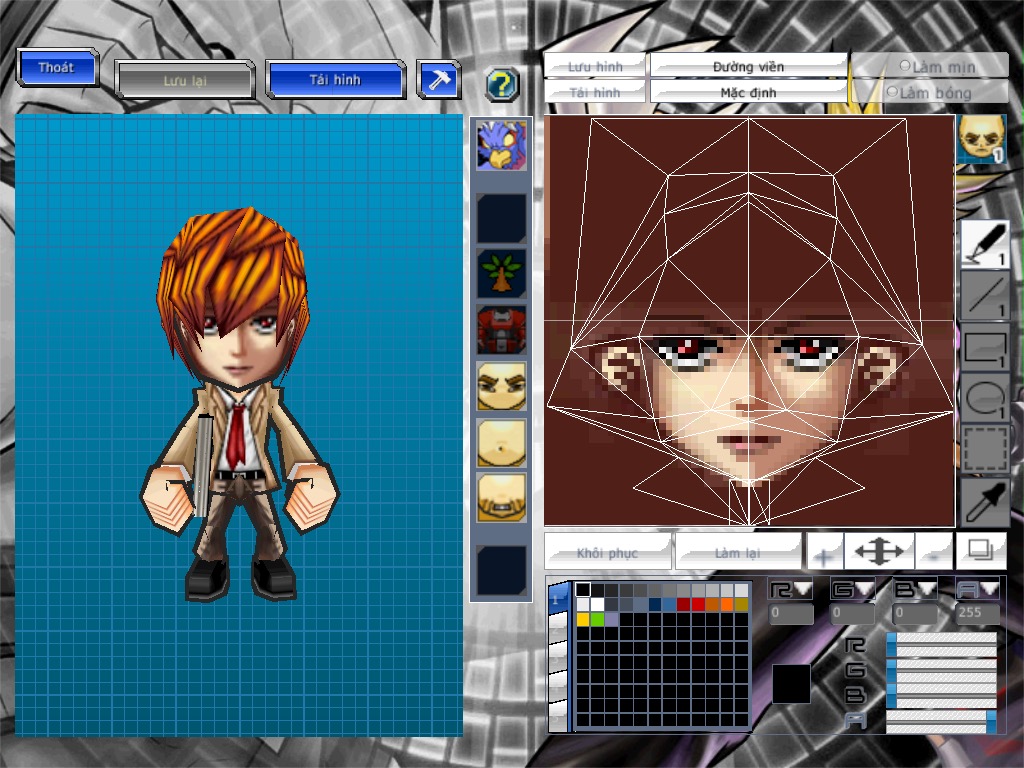 Thoát
Lưu lại
Tải hình
?
Lưu hình
Đường viền
Làm mịn
Tải hình
Mặc định
Làm bóng
1
1
1
1
1
Khôi phục
Làm lại
1
R
G
B
A
0
0
0
255
R
G
B
A